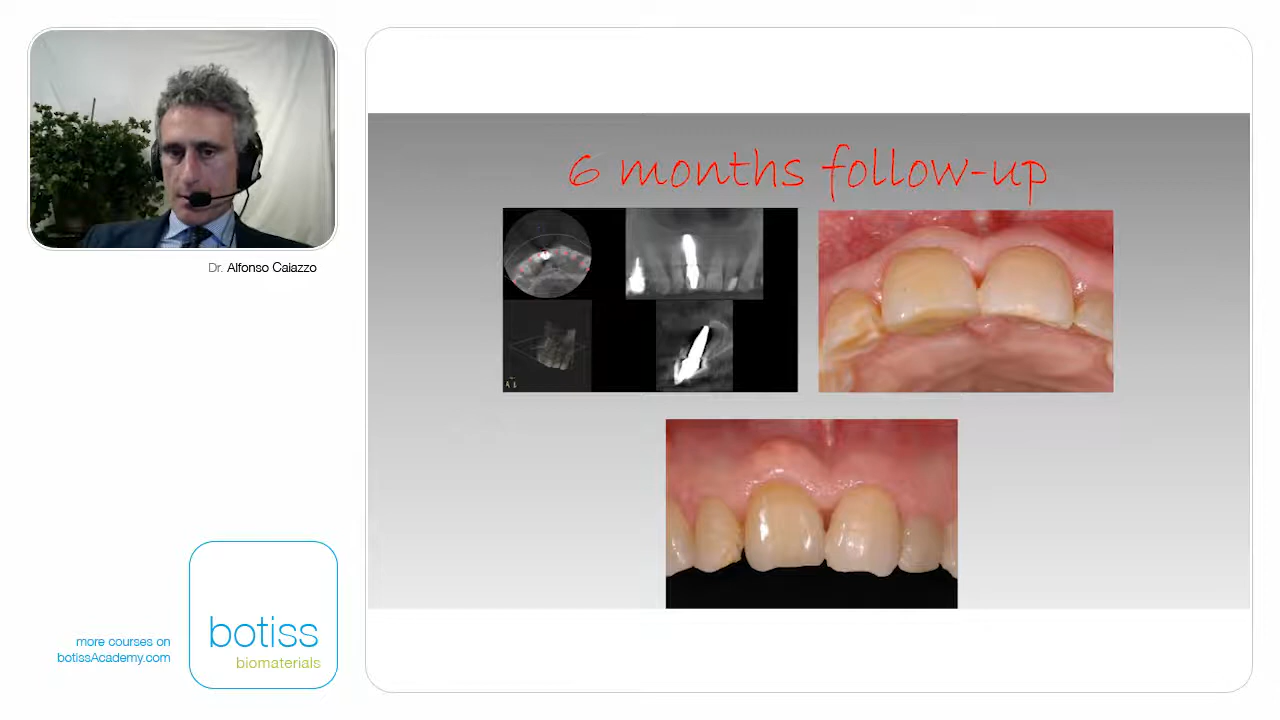 6 months follow-up
Dr. Alfonso Caiazzo
botiss
biomaterials
more courses on
botissAcademy.com